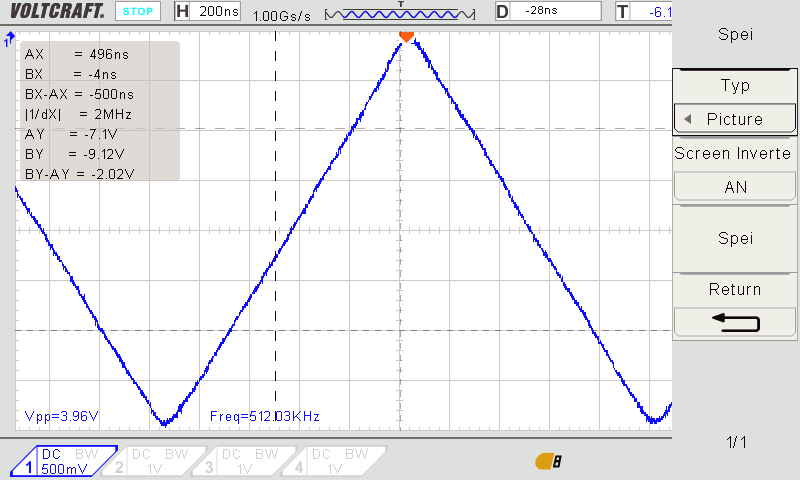 VOLTCRAFT. STOP H 200ns 1.00Gs/s T D -28ns T -6.1
1
AX = 496ns
BX = -4ns
BX-AX = -500ns
|1/dX| = 2MHz
AY = -7.1V
BY = -9.12V
BY-AY = -2.02V
Vpp=3.96V Freq=512.03KHz
1 DC BW 500mV
2 DC BW 1V
3 DC BW 1V
4 DC BW 1V
B
Spei
Typ
Picture
Screen Inverte
AN
Spei
Return
1/1